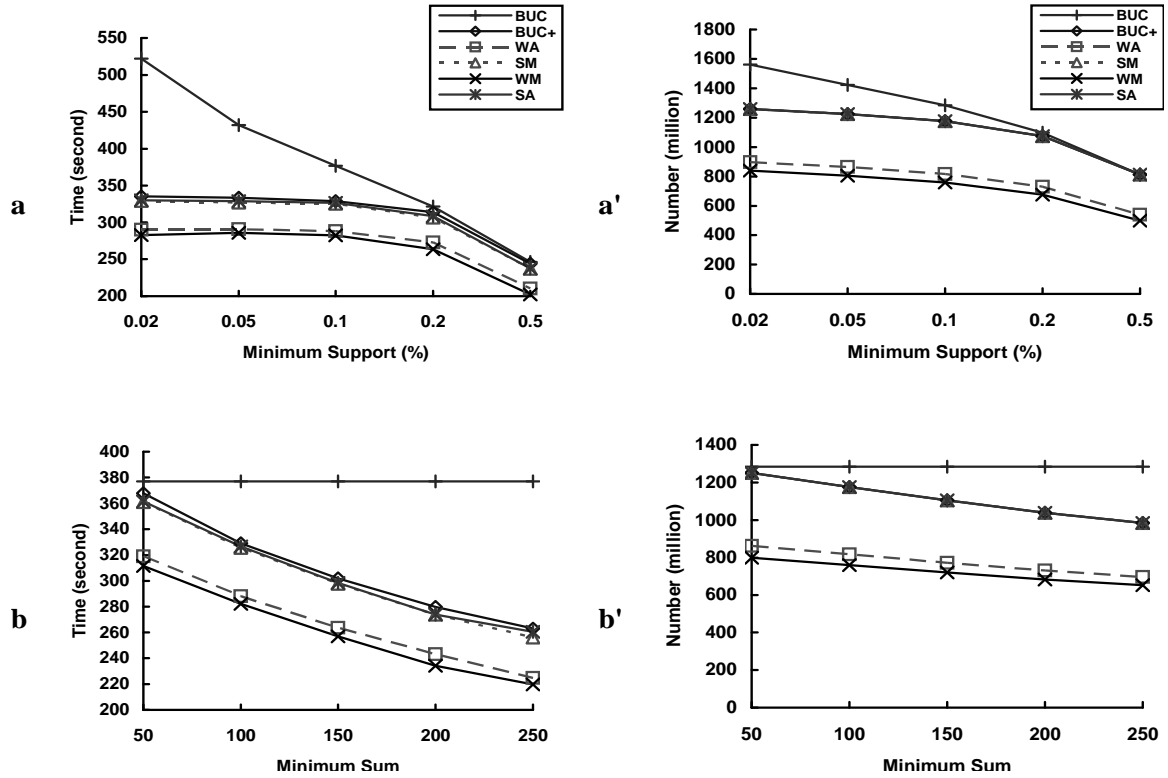 BUC
BUC+
WA
SM
WM
SA
550
500
450
400
350
300
250
200
Time (second)
a
0.02 0.05 0.1 0.2 0.5
Minimum Support (%)
BUC
BUC+
WA
SM
WM
SA
1800
1600
1400
1200
1000
800
600
400
200
0
Number (million)
a'
0.02 0.05 0.1 0.2 0.5
Minimum Support (%)
400
380
360
340
320
300
280
260
240
220
200
Time (second)
b
50 100 150 200 250
Minimum Sum
1400
1200
1000
800
600
400
200
0
Number (million)
b'
50 100 150 200 250
Minimum Sum